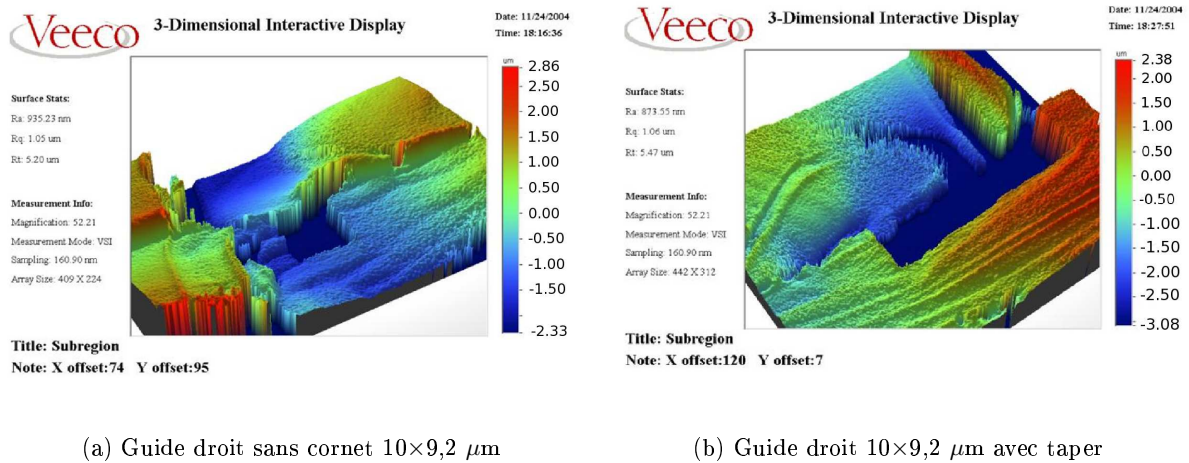 Veeco
3-Dimensional Interactive Display
Date: 11/24/2004
Time: 18:16:36
um
Surface Stats:
Ra: 935.23 nm
Rq: 1.05 um
Rt: 5.20 um
Measurement Info:
Magnification: 52.21
Measurement Mode: VSI
Sampling: 160.90 nm
Array Size: 409 X 224
2.86
2.50
2.00
1.50
1.00
0.50
0.00
-0.50
-1.00
-1.50
-2.33
Title: Subregion
Note: X offset:74 Y offset:95
(a) Guide droit sans cornet 10×9,2 μm
Veeco
3-Dimensional Interactive Display
Date: 11/24/2004
Time: 18:27:51
um
Surface Stats:
Ra: 873.55 nm
Rq: 1.06 um
Rt: 5.47 um
Measurement Info:
Magnification: 52.21
Measurement Mode: VSI
Sampling: 160.90 nm
Array Size: 442 X 312
2.38
2.00
1.50
1.00
0.50
0.00
-0.50
-1.00
-1.50
-2.00
-2.50
-3.08
Title: Subregion
Note: X offset:120 Y offset:7
(b) Guide droit 10×9,2 μm avec taper